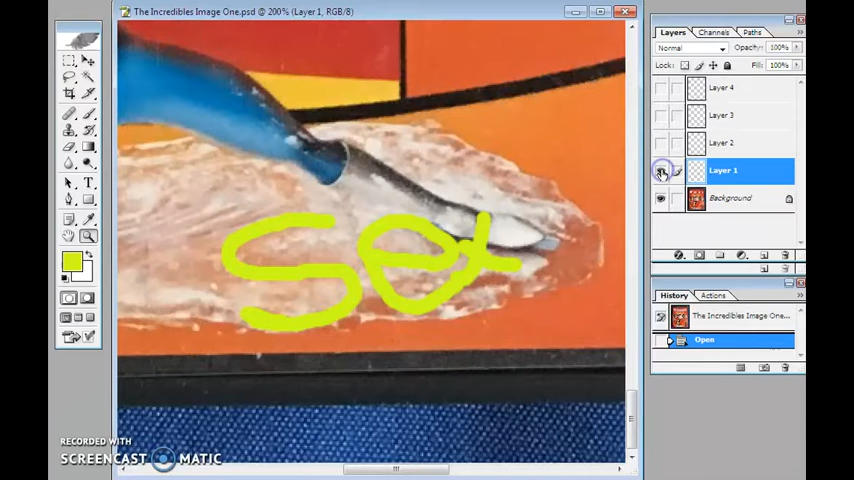 The Incredibles Image One.psd @ 200% (Layer 1, RGB/8)
Layers Channels Paths
Normal Opacity: 100%
Lock: Fill: 100%
Layer 4
Layer 3
Layer 2
Layer 1
Background
sex
History Actions
The Incredibles Image One...
Open
RECORDED WITH
SCREENCAST MATIC